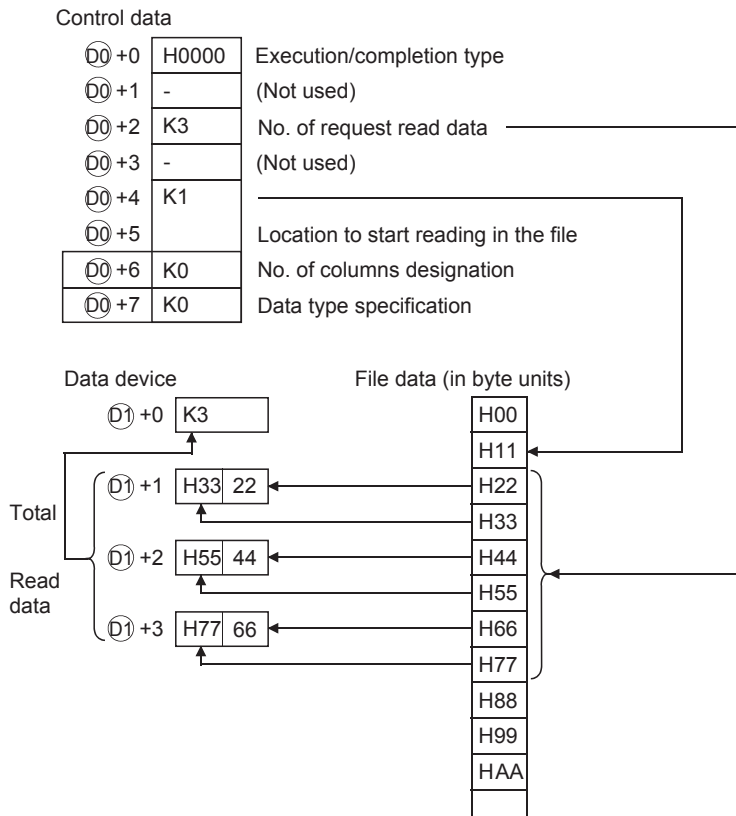 Control data
D0 +0 H0000 Execution/completion type
D0 +1 - (Not used)
D0 +2 K3 No. of request read data
D0 +3 - (Not used)
D0 +4 K1
D0 +5 Location to start reading in the file
D0 +6 K0 No. of columns designation
D0 +7 K0 Data type specification
Data device File data (in byte units)
D1 +0 K3 H00
H11
D1 +1 H33 22 H22
Total H33
D1 +2 H55 44 H44
Read data H55
D1 +3 H77 66 H66
H77
H88
H99
HAA